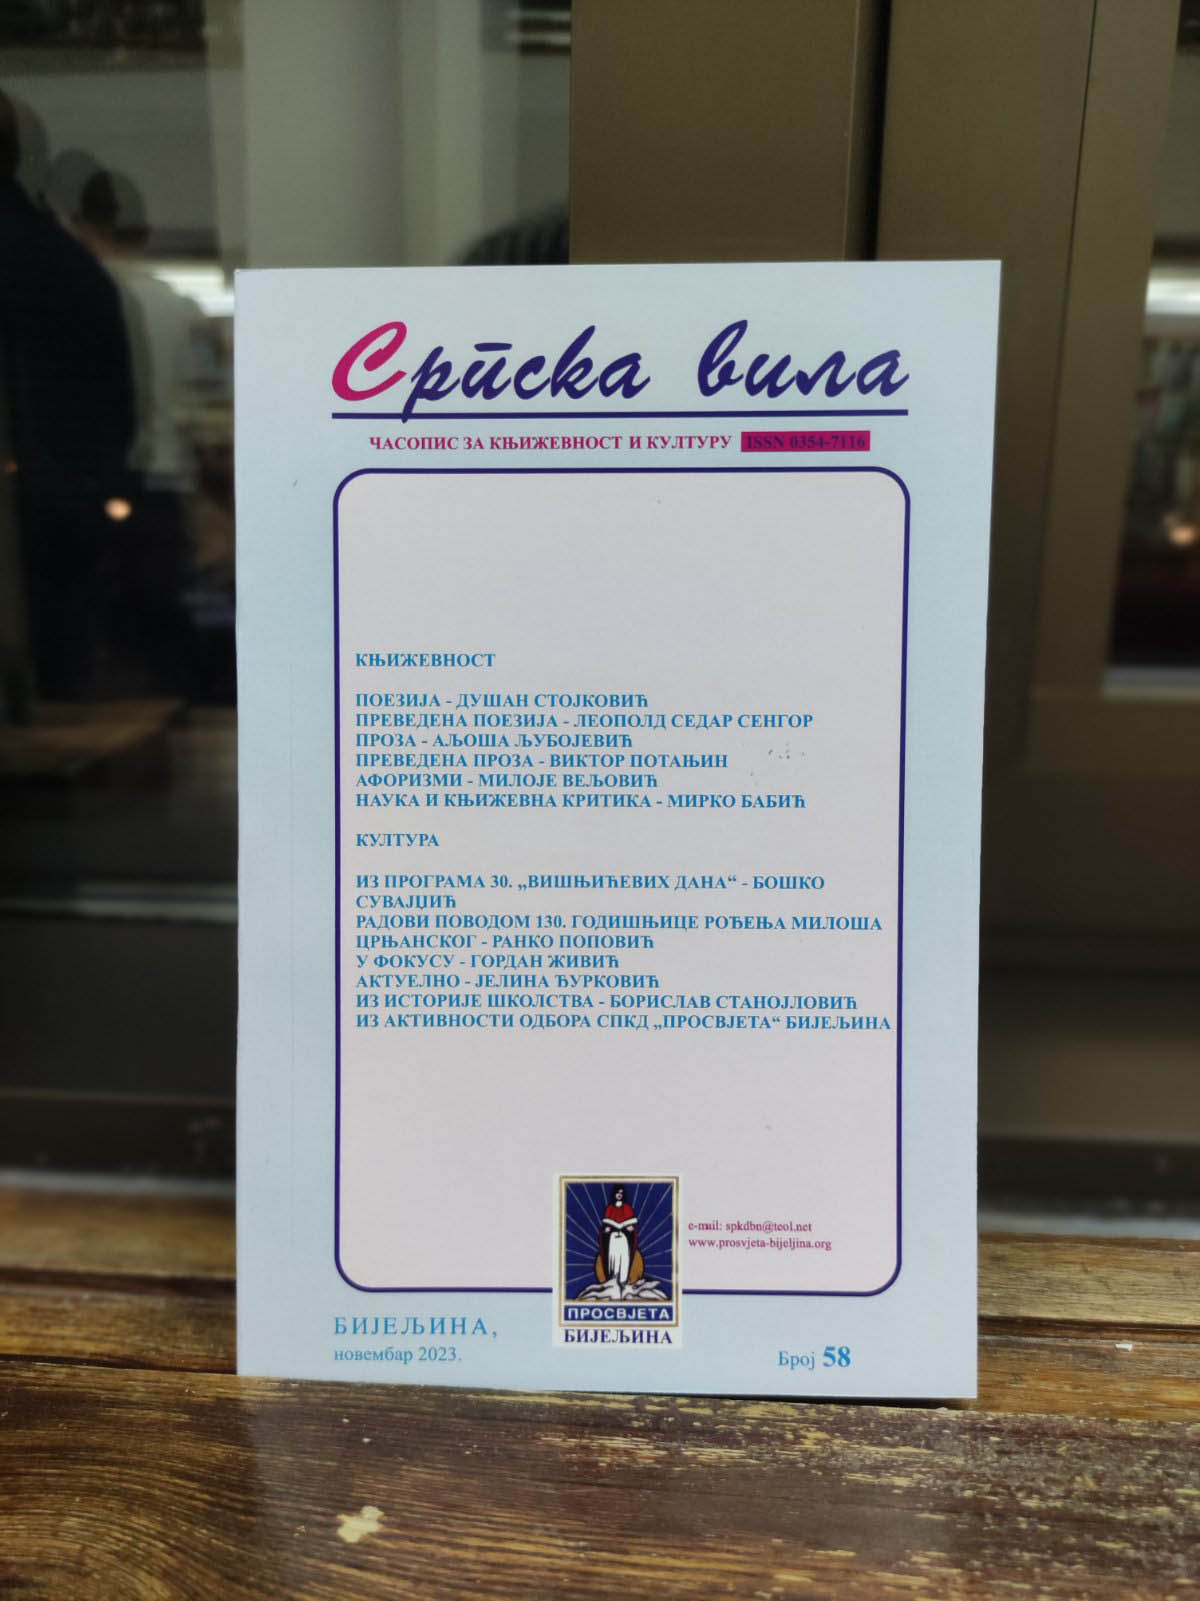 Српска вила
ЧАСОПИС ЗА КЊИЖЕВНОСТ И КУЛТУРУ ISSN 0354-7116
КЊИЖЕВНОСТ
ПОЕЗИЈА - ДУШАН СТОЈКОВИЋ
ПРЕВЕДЕНА ПОЕЗИЈА - ЛЕОПОЛД СЕДАР СЕНГОР
ПРОЗА - АЉОША ЉУБОЈЕВИЋ
ПРЕВЕДЕНА ПРОЗА - ВИКТОР ПОТАЊИН
АФОРИЗМИ - МИЛОЈЕ ВЕЉОВИЋ
НАУКА И КЊИЖЕВНА КРИТИКА - МИРКО БАБИЋ
КУЛТУРА
ИЗ ПРОГРАМА 30. „ВИШЊИЋЕВИХ ДАНА“ - БОШКО
СУВАЈЏИЋ
РАДОВИ ПОВОДОМ 130. ГОДИШЊИЦЕ РОЂЕЊА МИЛОША
ЦРЊАНСКОГ - РАНКО ПОПОВИЋ
У ФОКУСУ - ГОРДАН ЖИВИЋ
АКТУЕЛНО - ЈЕЛИНА ЂУРКОВИЋ
ИЗ ИСТОРИЈЕ ШКОЛСТВА - БОРИСЛАВ СТАНОЈЛОВИЋ
ИЗ АКТИВНОСТИ ОДБОРА СПКД „ПРОСВЈЕТА“ БИЈЕЉИНА
e-mail: spkdbn@teol.net
www.prosvjeta-bijeljina.org
ПРОСВЈЕТА
БИЈЕЉИНА
БИЈЕЉИНА,
новембар 2023.
Број 58